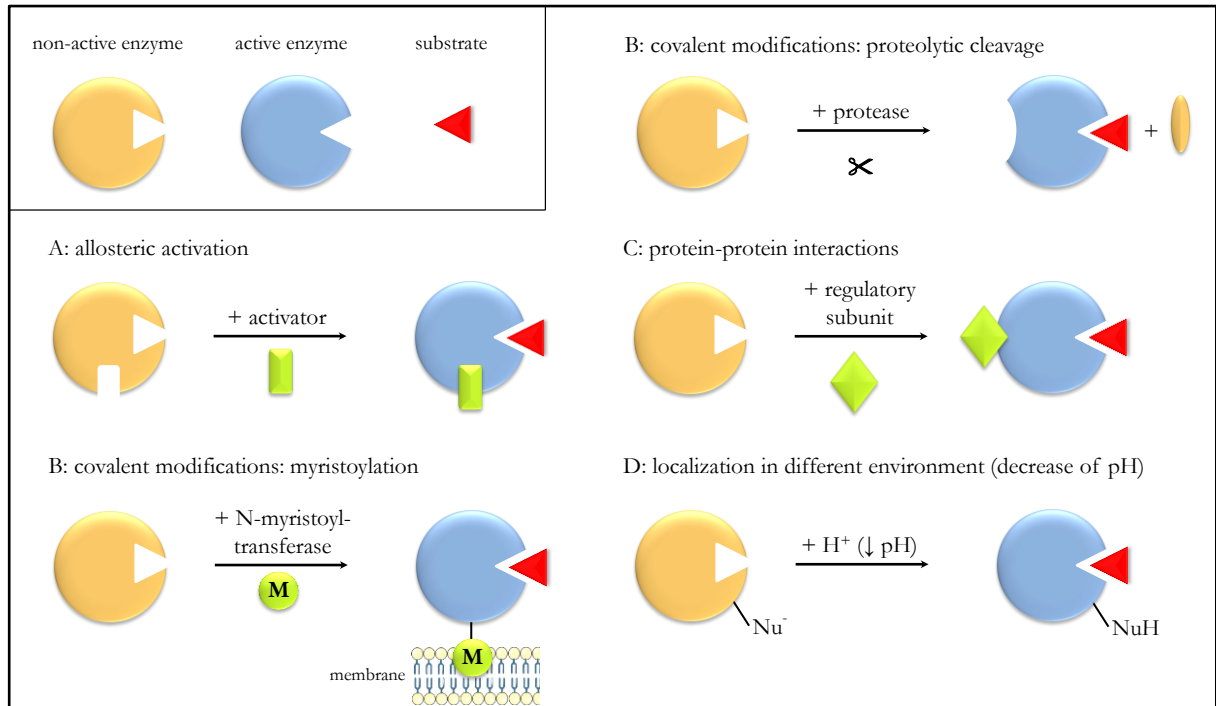 non-active enzyme
active enzyme
substrate
B: covalent modifications: proteolytic cleavage
+ protease
+
A: allosteric activation
+ activator
C: protein-protein interactions
+ regulatory
subunit
B: covalent modifications: myristoylation
+ N-myristoyl-
transferase
M
M
membrane
D: localization in different environment (decrease of pH)
+ H⁺ (↓ pH)
Nu⁻
NuH